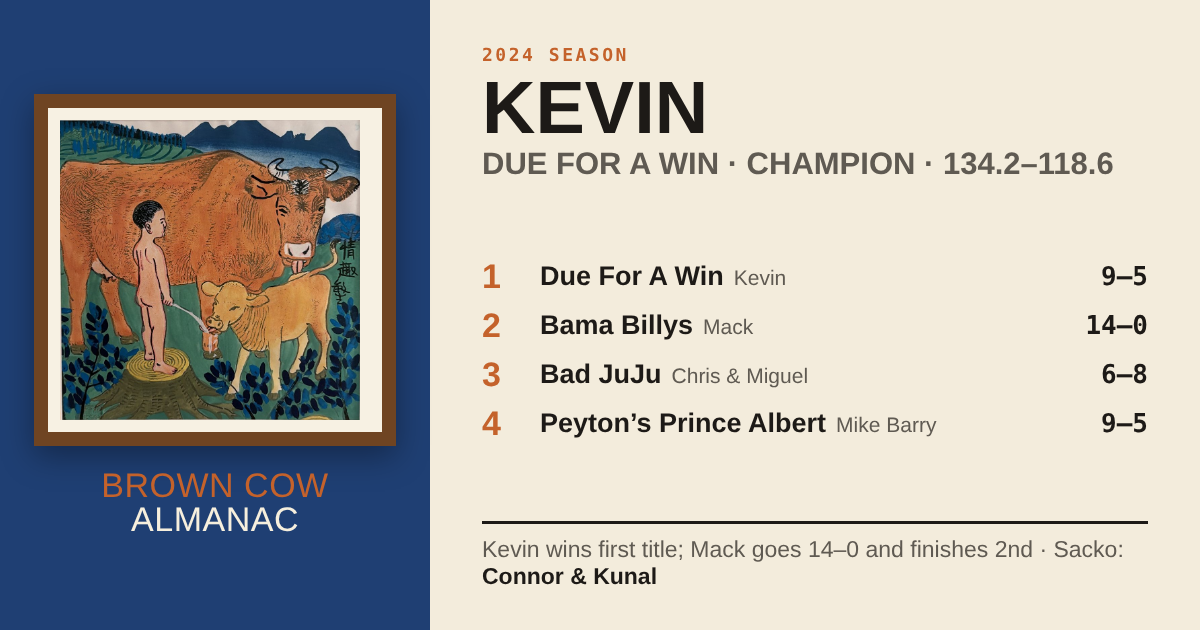 2024 SEASON
KEVIN
DUE FOR A WIN · CHAMPION · 134.2–118.6
1 Due For A Win Kevin 9–5
2 Bama Billys Mack 14–0
3 Bad JuJu Chris & Miguel 6–8
4 Peyton’s Prince Albert Mike Barry 9–5
Kevin wins first title; Mack goes 14–0 and finishes 2nd · Sacko:
Connor & Kunal
BROWN COW
ALMANAC
情
趣